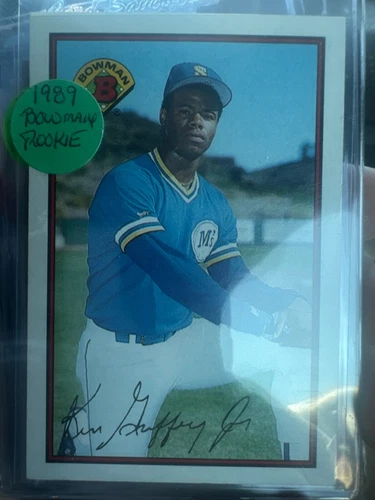 1989
BOWMAN
ROOKIE
BOWMAN
B
M's
Ken Griffey Jr